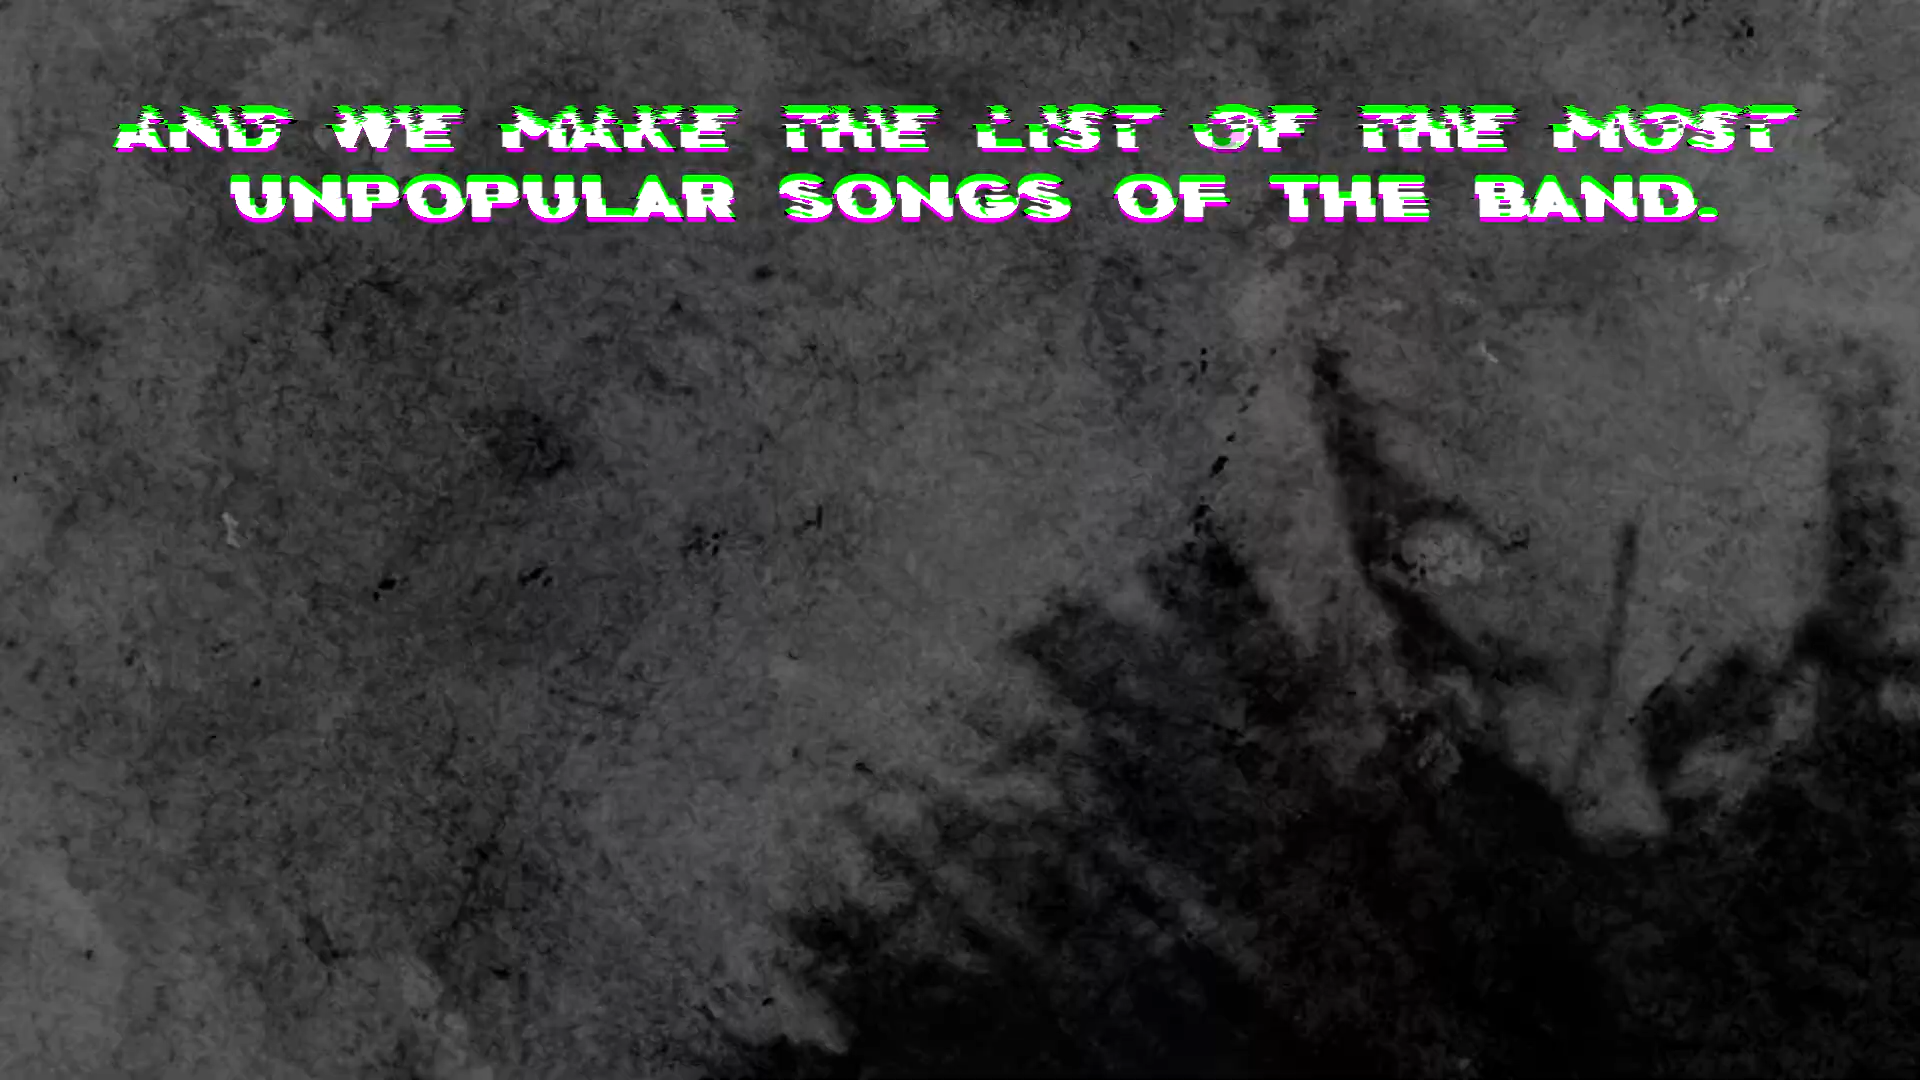 AND WE MAKE THE LIST OF THE MOST
UNPOPULAR SONGS OF THE BAND.